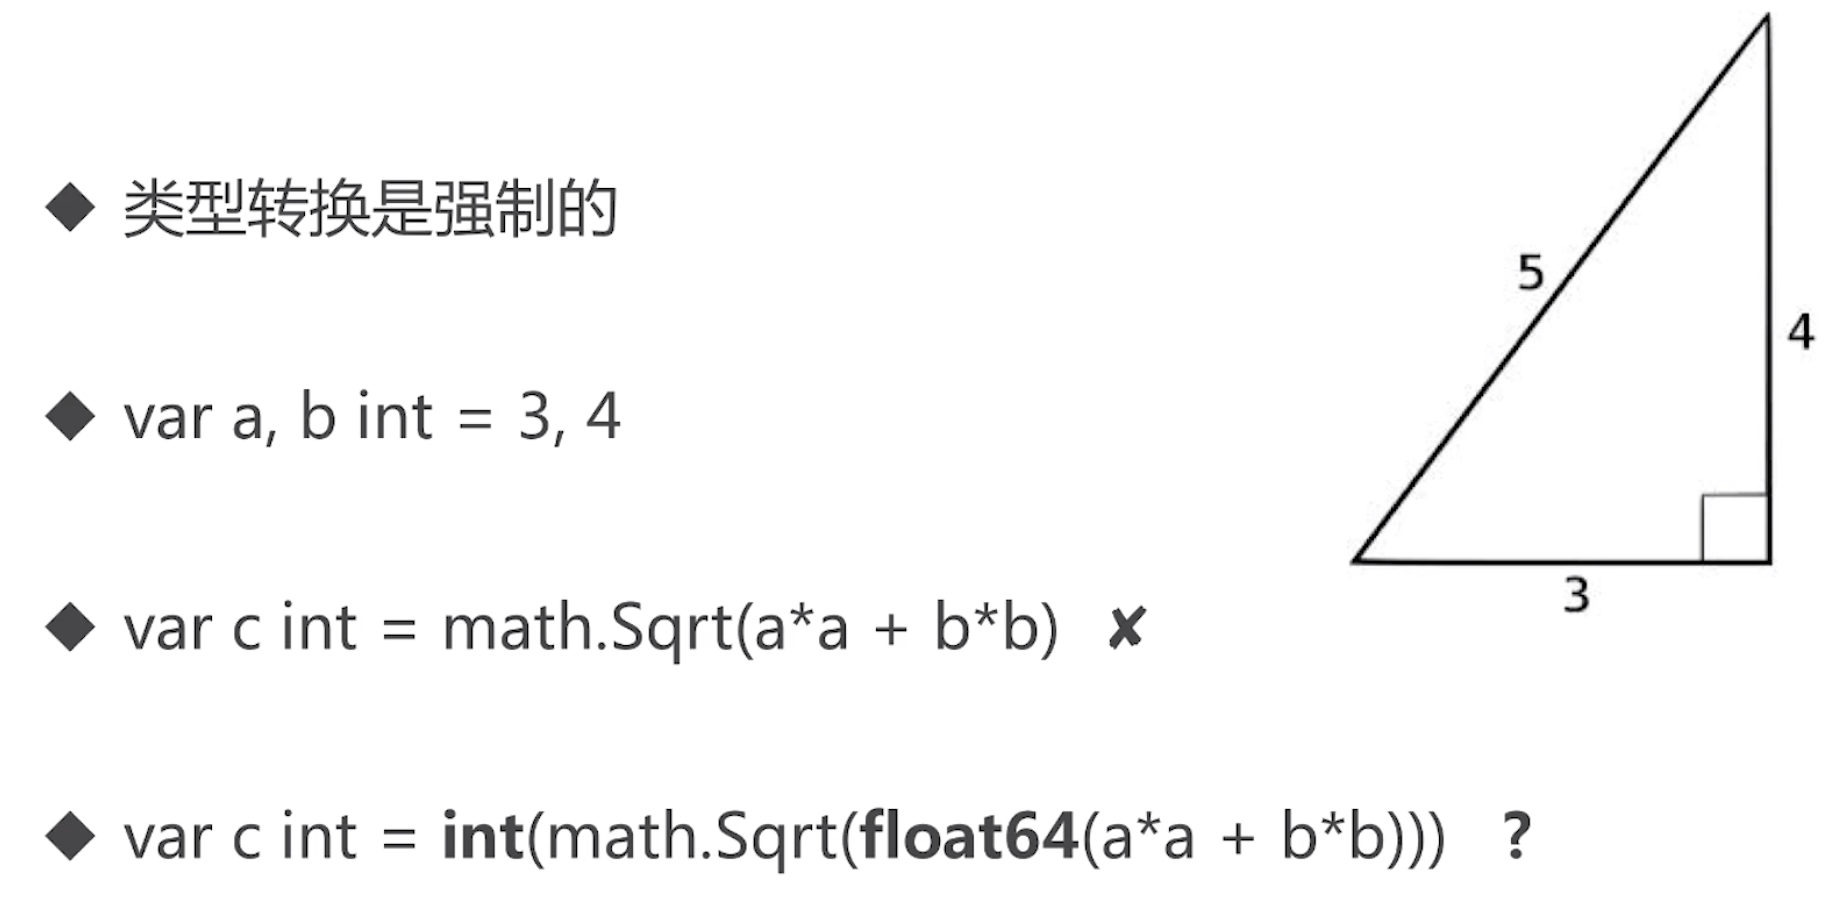 ◆ 类型转换是强制的
◆ var a, b int = 3, 4
◆ var c int = math.Sqrt(a*a + b*b) ✘
◆ var c int = int(math.Sqrt(float64(a*a + b*b))) ?
5
4
3